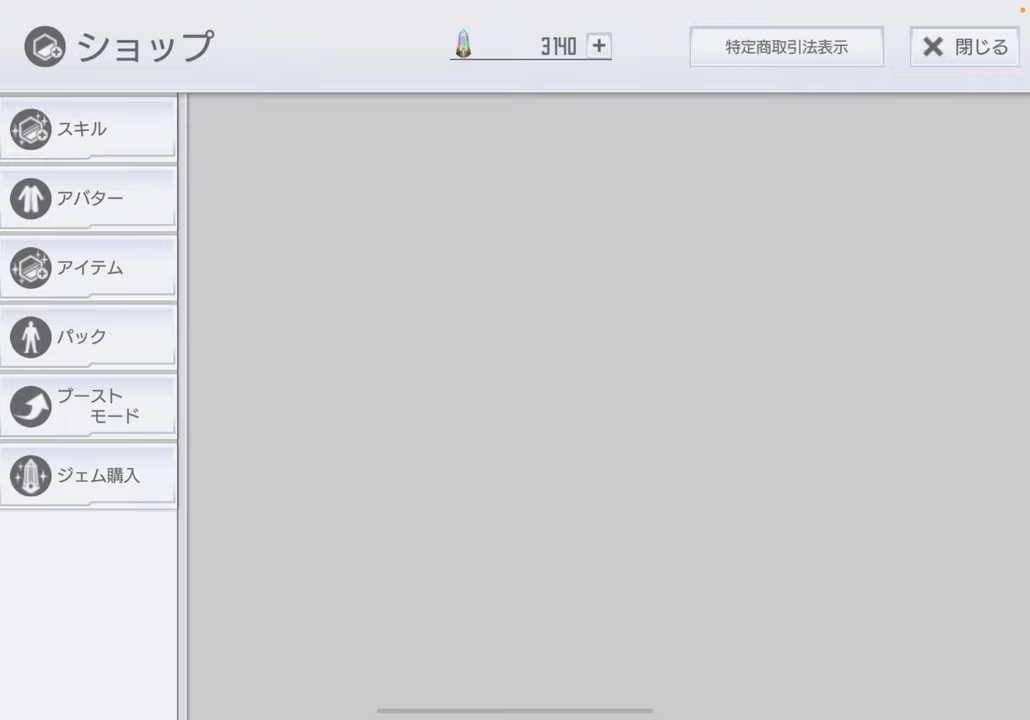 ショップ
3140
特定商取引法表示
閉じる
スキル
アバター
アイテム
パック
ブースト
モード
ジェム購入